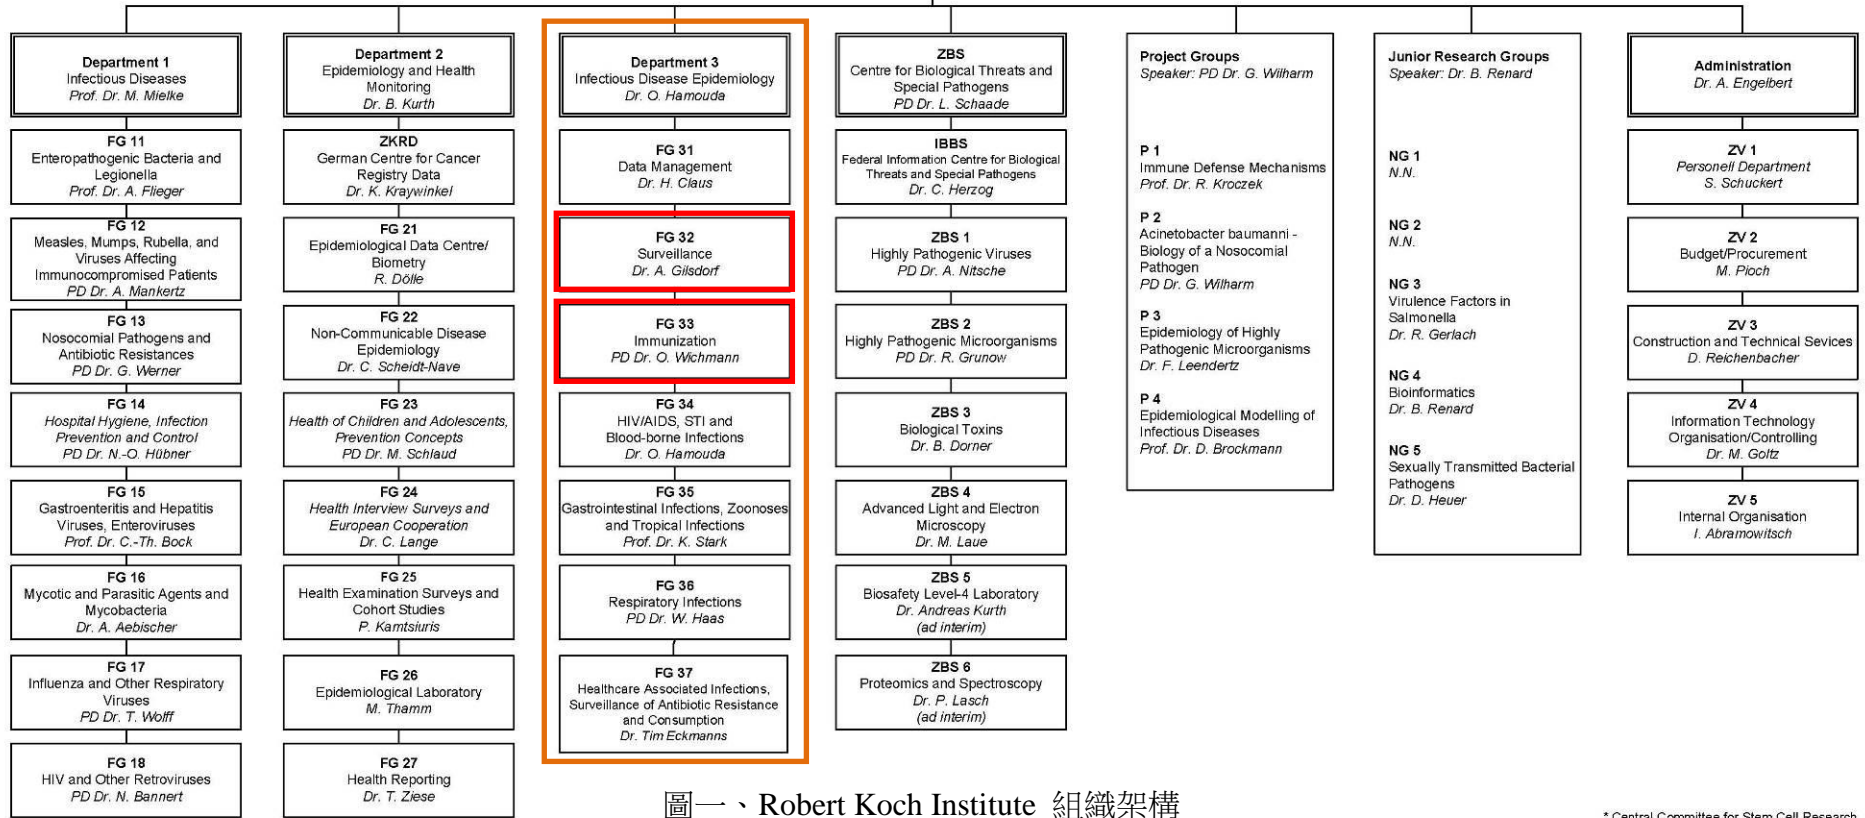 Department 1
Infectious Diseases
Prof. Dr. M. Mielke
FG 11
Enteropathogenic Bacteria and
Legionella
Prof. Dr. A. Flieger
FG 12
Measles, Mumps, Rubella, and
Viruses Affecting
Immunocompromised Patients
PD Dr. A. Mankertz
FG 13
Nosocomial Pathogens and
Antibiotic Resistances
PD Dr. G. Werner
FG 14
Hospital Hygiene, Infection
Prevention and Control
PD Dr. N.-O. Hübner
FG 15
Gastroenteritis and Hepatitis
Viruses, Enteroviruses
Prof. Dr. C.-Th. Bock
FG 16
Mycotic and Parasitic Agents and
Mycobacteria
Dr. A. Aebischer
FG 17
Influenza and Other Respiratory
Viruses
PD Dr. T. Wolff
FG 18
HIV and Other Retroviruses
PD Dr. N. Bannert
Department 2
Epidemiology and Health
Monitoring
Dr. B. Kurth
ZKRD
German Centre for Cancer
Registry Data
Dr. K. Kraywinkel
FG 21
Epidemiological Data Centre/
Biometry
R. Dölle
FG 22
Non-Communicable Disease
Epidemiology
Dr. C. Scheidt-Nave
FG 23
Health of Children and Adolescents,
Prevention Concepts
PD Dr. M. Schlaud
FG 24
Health Interview Surveys and
European Cooperation
Dr. C. Lange
FG 25
Health Examination Surveys and
Cohort Studies
P. Kamtsiuris
FG 26
Epidemiological Laboratory
M. Thamm
FG 27
Health Reporting
Dr. T. Ziese
Department 3
Infectious Disease Epidemiology
Dr. O. Hamouda
FG 31
Data Management
Dr. H. Claus
FG 32
Surveillance
Dr. A. Gilsdorf
FG 33
Immunization
PD Dr. O. Wichmann
FG 34
HIV/AIDS, STI and
Blood-borne Infections
Dr. O. Hamouda
FG 35
Gastrointestinal Infections, Zoonoses
and Tropical Infections
Prof. Dr. K. Stark
FG 36
Respiratory Infections
PD Dr. W. Haas
FG 37
Healthcare Associated Infections,
Surveillance of Antibiotic Resistance
and Consumption
Dr. Tim Eckmanns
ZBS
Centre for Biological Threats and
Special Pathogens
PD Dr. L. Schaade
IBBS
Federal Information Centre for Biological
Threats and Special Pathogens
Dr. C. Herzog
ZBS 1
Highly Pathogenic Viruses
PD Dr. A. Nitsche
ZBS 2
Highly Pathogenic Microorganisms
PD Dr. R. Grunow
ZBS 3
Biological Toxins
Dr. B. Dorner
ZBS 4
Advanced Light and Electron
Microscopy
Dr. M. Laue
ZBS 5
Biosafety Level-4 Laboratory
Dr. Andreas Kurth
(ad interim)
ZBS 6
Proteomics and Spectroscopy
Dr. P. Lasch
(ad interim)
Project Groups
Speaker: PD Dr. G. Wilharm
P 1
Immune Defense Mechanisms
Prof. Dr. R. Kroczek
P 2
Acinetobacter baumanni -
Biology of a Nosocomial
Pathogen
PD Dr. G. Wilharm
P 3
Epidemiology of Highly
Pathogenic Microorganisms
Dr. F. Leendertz
P 4
Epidemiological Modelling of
Infectious Diseases
Prof. Dr. D. Brockmann
Junior Research Groups
Speaker: Dr. B. Renard
NG 1
N.N.
NG 2
N.N.
NG 3
Virulence Factors in
Salmonella
Dr. R. Gerlach
NG 4
Bioinformatics
Dr. B. Renard
NG 5
Sexually Transmitted Bacterial
Pathogens
Dr. D. Heuer
Administration
Dr. A. Engelbert
ZV 1
Personell Department
S. Schuckert
ZV 2
Budget/Procurement
M. Pioch
ZV 3
Construction and Technical Sevices
D. Reichenbacher
ZV 4
Information Technology
Organisation/Controlling
Dr. M. Goltz
ZV 5
Internal Organisation
I. Abramowitsch
圖一、Robert Koch Institute 組織架構
* Central Committee for Stem Cell Research